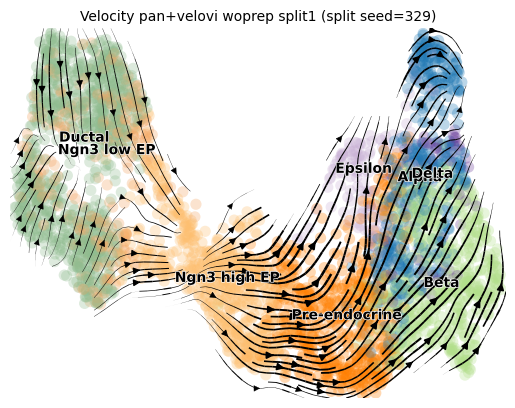 Velocity pan+velovi woprep split1 (split seed=329)
Ductal
Ngn3 low EP
Epsilon
Delta
Alpha
Ngn3 high EP
Beta
Pre-endocrine